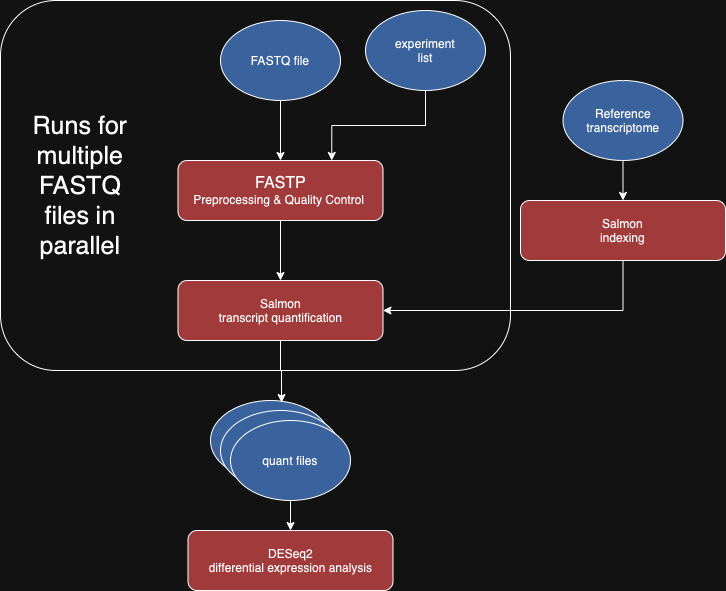 FASTQ file
experiment
list
Runs for
multiple
FASTQ
files in
parallel
Reference
transcriptome
FASTP
Preprocessing & Quality Control
Salmon
indexing
Salmon
transcript quantification
quant files
DESeq2
differential expression analysis